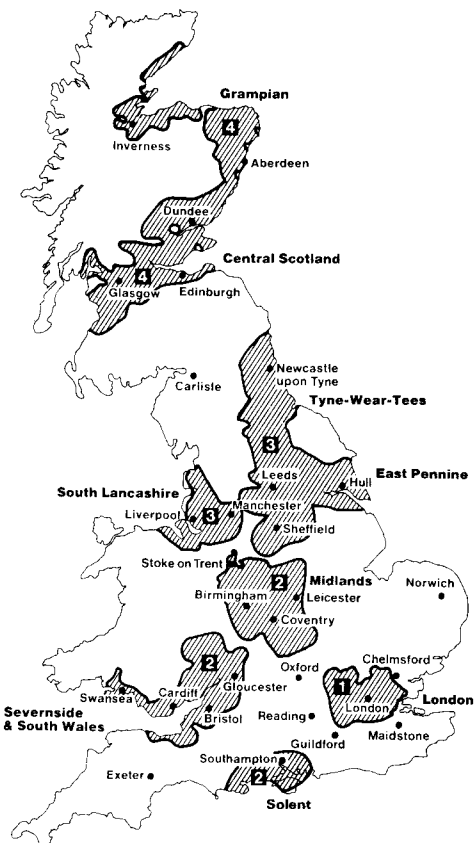 Grampian
4
Inverness
Aberdeen
Dundee
Central Scotland
4
Glasgow
Edinburgh
Newcastle
upon Tyne
Carlisle
Tyne-Wear-Tees
3
Leeds
East Pennine
Hull
South Lancashire
Manchester
Liverpool
3
Sheffield
Stoke on Trent
2
Midlands
Norwich
Birmingham
Leicester
Coventry
2
Oxford
Chelmsford
Gloucester
1
Swansea
Cardiff
London
London
Severnside
& South Wales
Bristol
Reading
Maidstone
Guildford
Southampton
Exeter
2
Solent